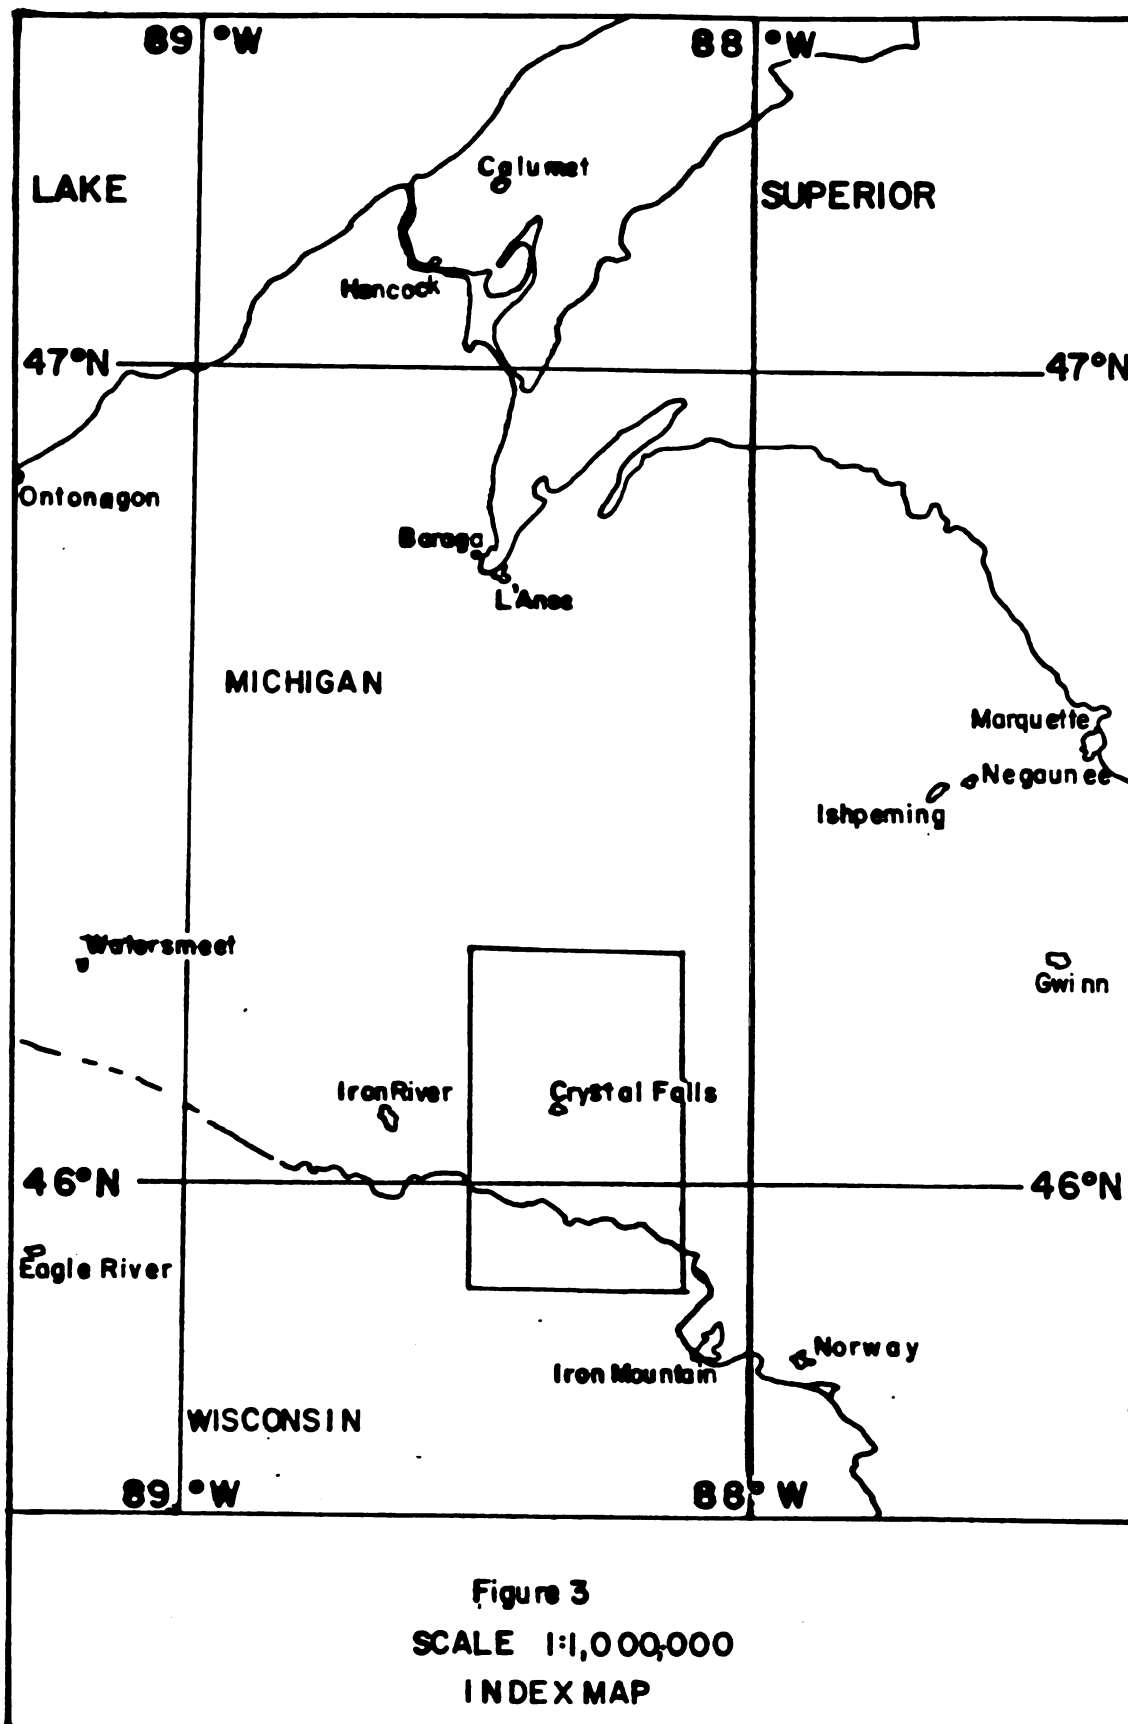 89 °W
88 °W
Calumet
LAKE
SUPERIOR
Hancock
47°N
47°N
Ontonagon
Baraga
L'Anse
MICHIGAN
Marquette
Negaunee
Ishpeming
Watersmeet
Gwinn
Iron River
Crystal Falls
46°N
46°N
Eagle River
Norway
Iron Mountain
WISCONSIN
89 °W
88° W
Figure 3
SCALE 1:1,000,000
INDEX MAP